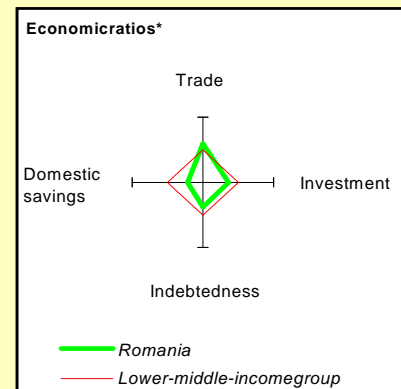 Economicratios*
Trade
Domestic
savings
Investment
Indebtedness
Romania
Lower-middle-incomegroup